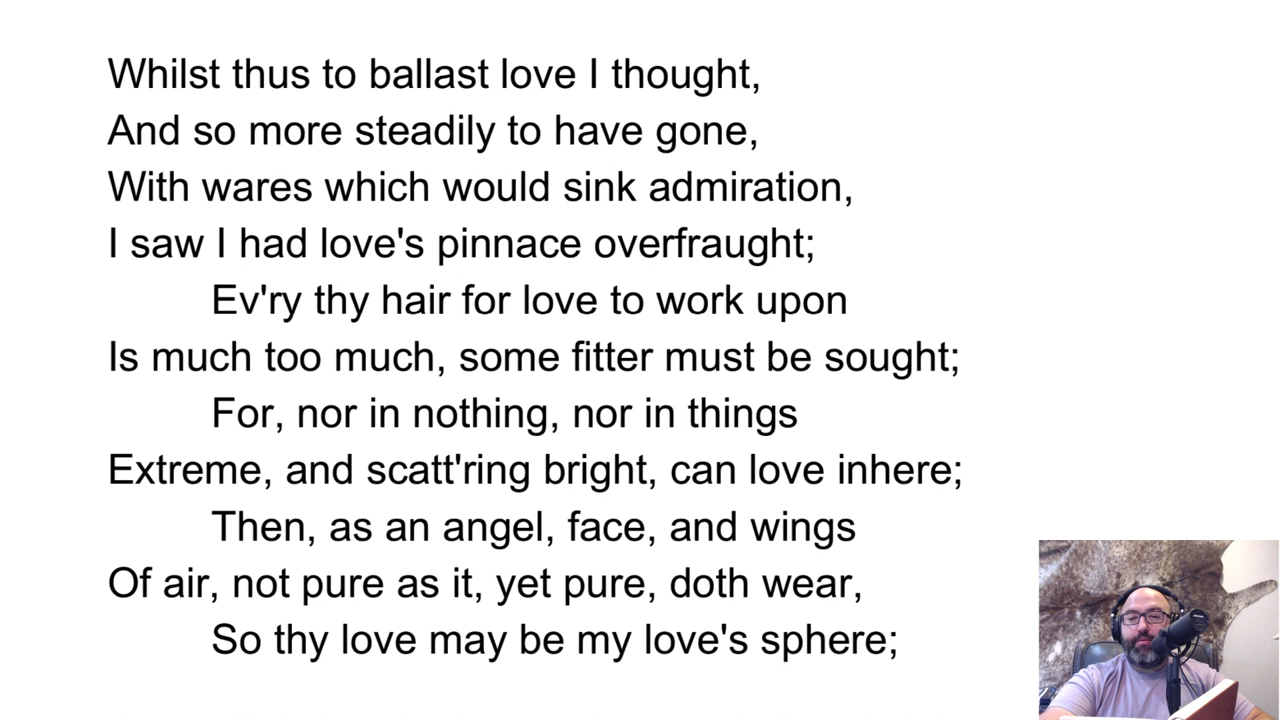 Whilst thus to ballast love I thought,
And so more steadily to have gone,
With wares which would sink admiration,
I saw I had love's pinnace overfraught;
Ev'ry thy hair for love to work upon
Is much too much, some fitter must be sought;
For, nor in nothing, nor in things
Extreme, and scatt'ring bright, can love inhere;
Then, as an angel, face, and wings
Of air, not pure as it, yet pure, doth wear,
So thy love may be my love's sphere;